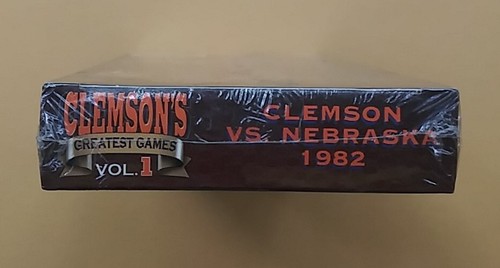 CLEMSON'S
GREATEST GAMES
VOL. 1
CLEMSON
VS. NEBRASKA
1982